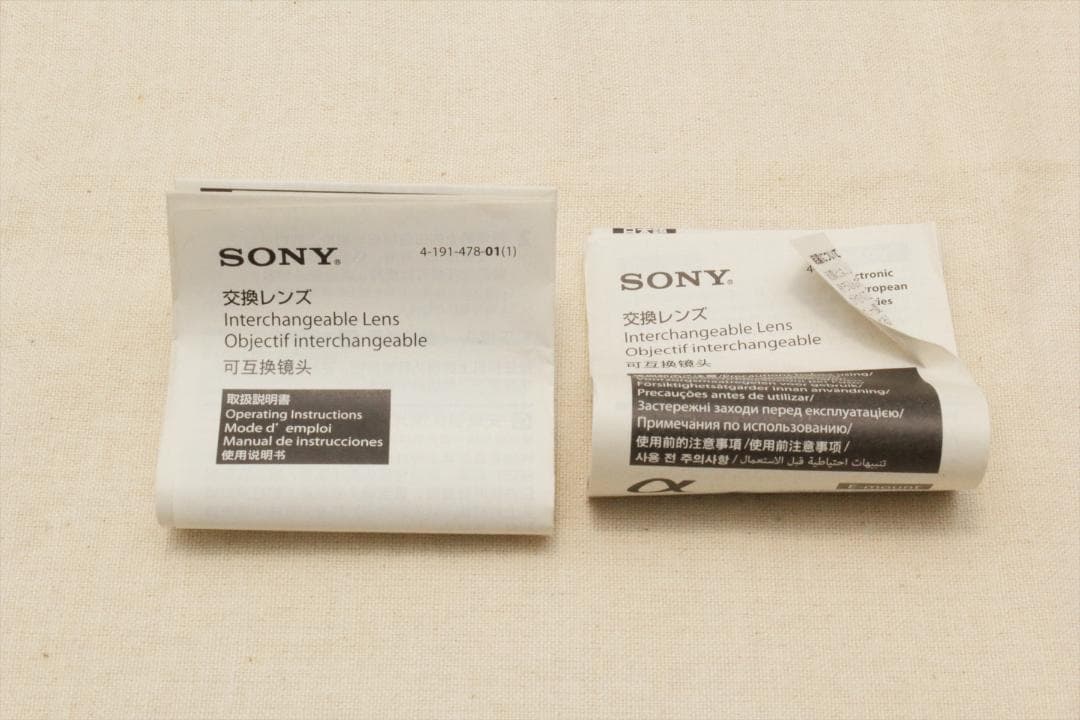 SONY®
4-191-478-01(1)
交換レンズ
Interchangeable Lens
Objectif interchangeable
可互换镜头
取扱説明書
Operating Instructions
Mode d' emploi
Manual de instrucciones
使用说明书
SONY®
交換レンズ
Interchangeable Lens
Objectif interchangeable
可互换镜头
Försiktighetsåtgärder innan användning/
Precauções antes de utilizar/
Застережні заходи перед експлуатацією/
Примечания по использованию/
使用前的注意事項/使用前注意事项/
사용 전 주의사항/تنبيهات احتياطية قبل الاستعمال
α
E-mount